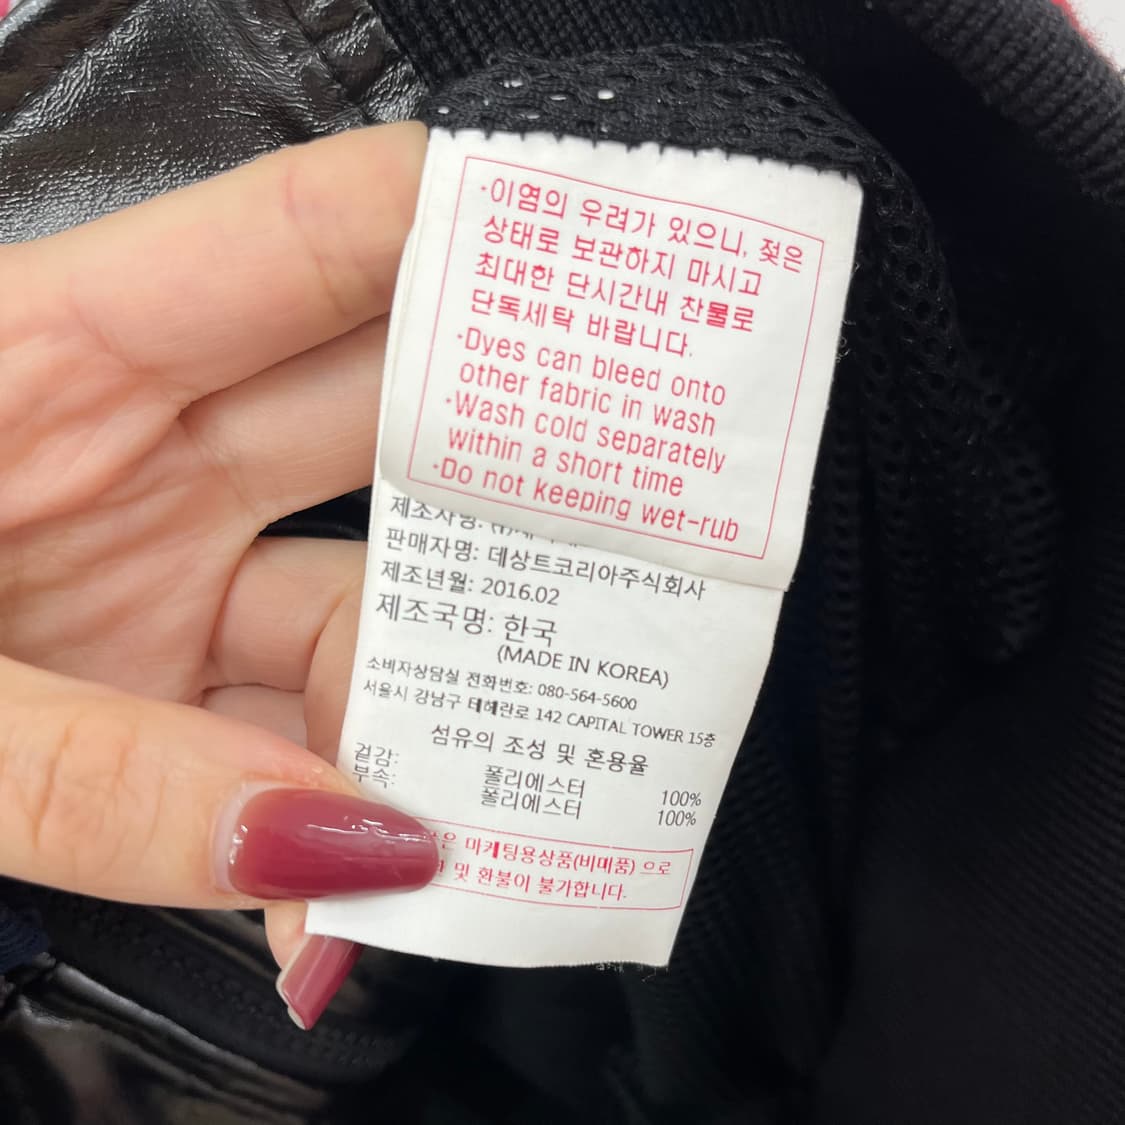 ·이염의 우려가 있으니, 젖은
상태로 보관하지 마시고
최대한 단시간내 찬물로
단독세탁 바랍니다.
·Dyes can bleed onto
other fabric in wash
·Wash cold separately
within a short time
·Do not keeping wet-rub
제조사명:
판매자명: 데상트코리아주식회사
제조년월: 2016.02
제조국명: 한국
(MADE IN KOREA)
소비자상담실 전화번호: 080-564-5600
서울시 강남구 테헤란로 142 CAPITAL TOWER 15층
섬유의 조성 및 혼용율
겉감: 폴리에스터 100%
부속: 폴리에스터 100%
마케팅용상품(비매품) 으로
및 환불이 불가합니다.